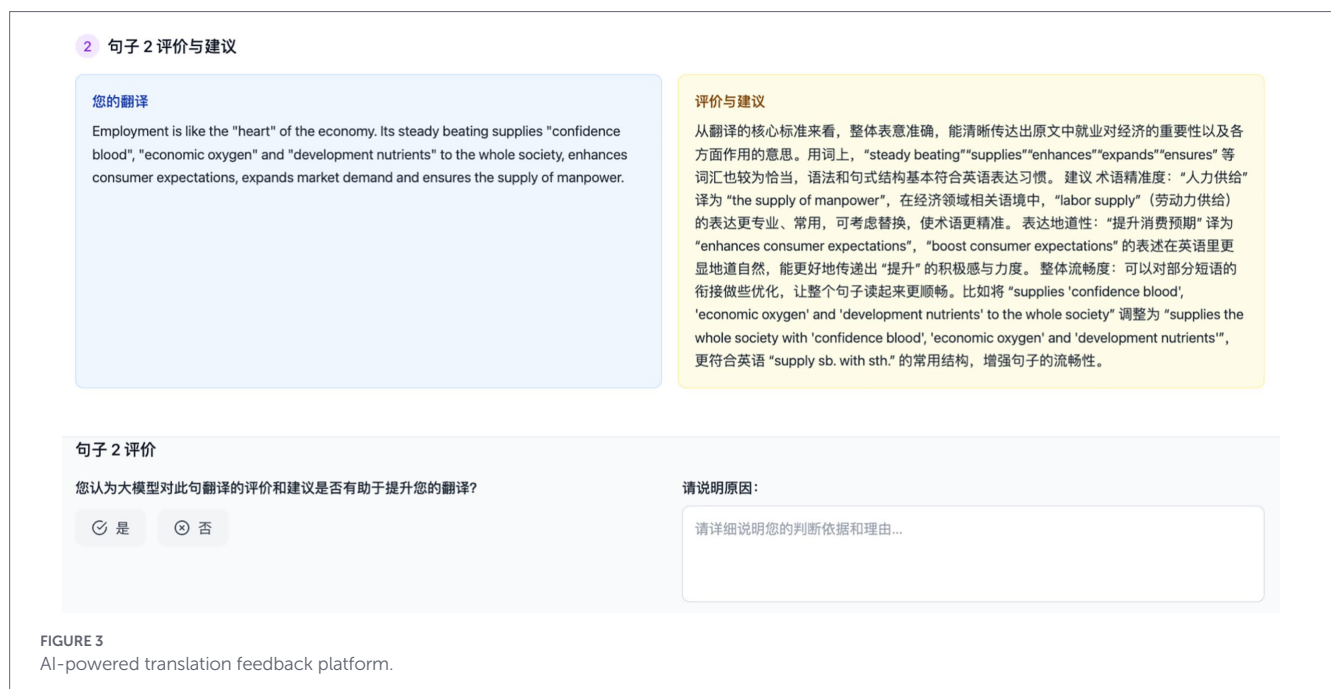 2 句子 2 评价与建议
您的翻译
Employment is like the "heart" of the economy. Its steady beating supplies "confidence
blood", "economic oxygen" and "development nutrients" to the whole society, enhances
consumer expectations, expands market demand and ensures the supply of manpower.
评价与建议
从翻译的核心标准来看，整体表意准确，能清晰传达出原文中就业对经济的重要性以及各
方面作用的意思。用词上，“steady beating”“supplies”“enhances”“expands”“ensures” 等
词汇也较为恰当，语法和句式结构基本符合英语表达习惯。 建议 术语精准度：“人力供给”
译为 “the supply of manpower”，在经济领域相关语境中，“labor supply”（劳动力供给）
的表达更专业、常用，可考虑替换，使术语更精准。 表达地道性：“提升消费预期” 译为
“enhances consumer expectations”，“boost consumer expectations” 的表述在英语里更
显地道自然，能更好地传递出 “提升” 的积极感与力度。 整体流畅度：可以对部分短语的
衔接做些优化，让整个句子读起来更顺畅。比如将 “supplies 'confidence blood',
'economic oxygen' and 'development nutrients' to the whole society” 调整为 “supplies the
whole society with 'confidence blood', 'economic oxygen' and 'development nutrients'”，
更符合英语 “supply sb. with sth.” 的常用结构，增强句子的流畅性。
句子 2 评价
您认为大模型对此句翻译的评价和建议是否有助于提升您的翻译?
是 否
请说明原因：
请详细说明您的判断依据和理由...
FIGURE 3
AI-powered translation feedback platform.